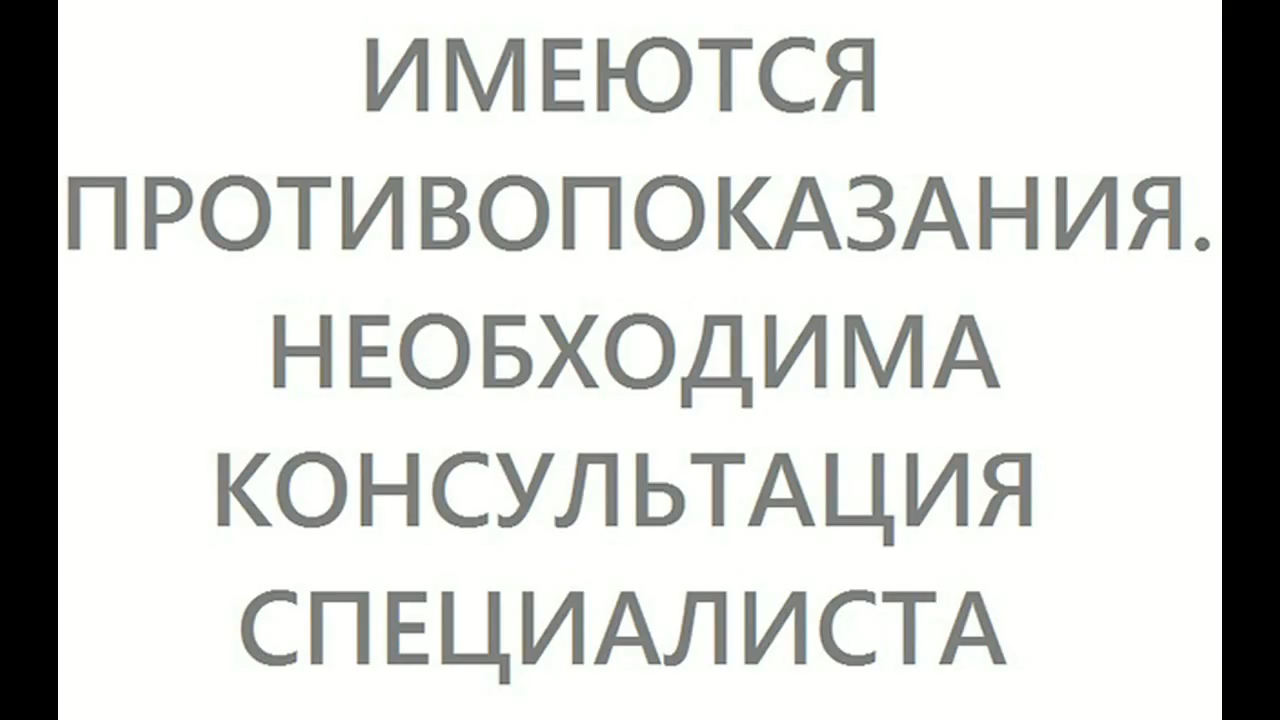 ИМЕЮТСЯ
ПРОТИВОПОКАЗАНИЯ.
НЕОБХОДИМА
КОНСУЛЬТАЦИЯ
СПЕЦИАЛИСТА